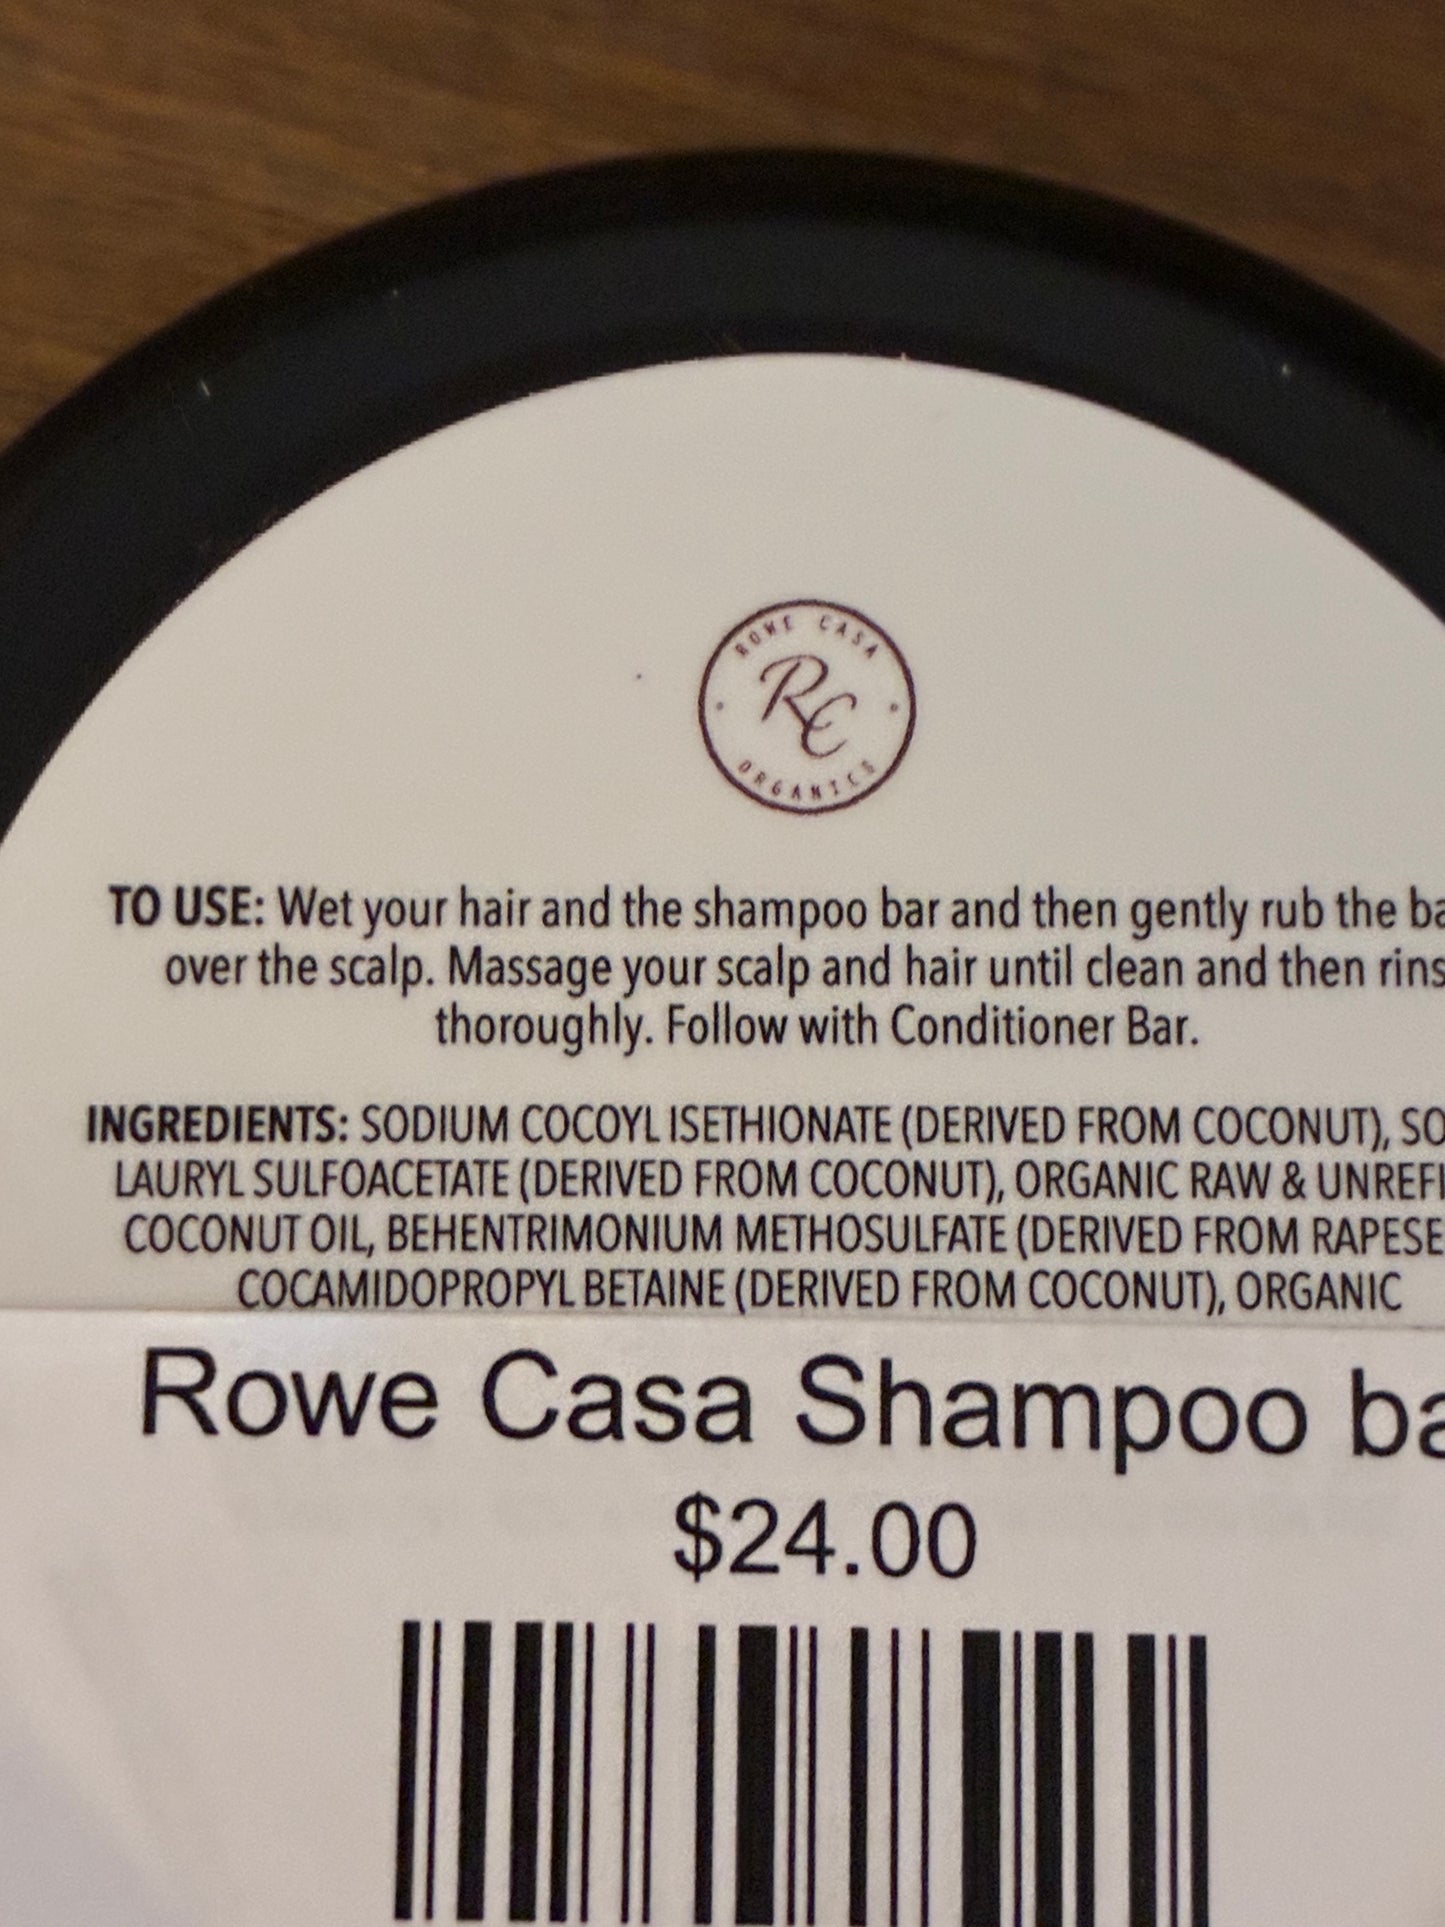 ROWE CASA
RC
ORGANICS
TO USE: Wet your hair and the shampoo bar and then gently rub the ba
over the scalp. Massage your scalp and hair until clean and then rins
thoroughly. Follow with Conditioner Bar.
INGREDIENTS: SODIUM COCOYL ISETHIONATE (DERIVED FROM COCONUT), SO
LAURYL SULFOACETATE (DERIVED FROM COCONUT), ORGANIC RAW & UNREFI
COCONUT OIL, BEHENTRIMONIUM METHOSULFATE (DERIVED FROM RAPESE
COCAMIDOPROPYL BETAINE (DERIVED FROM COCONUT), ORGANIC
Rowe Casa Shampoo ba
$24.00